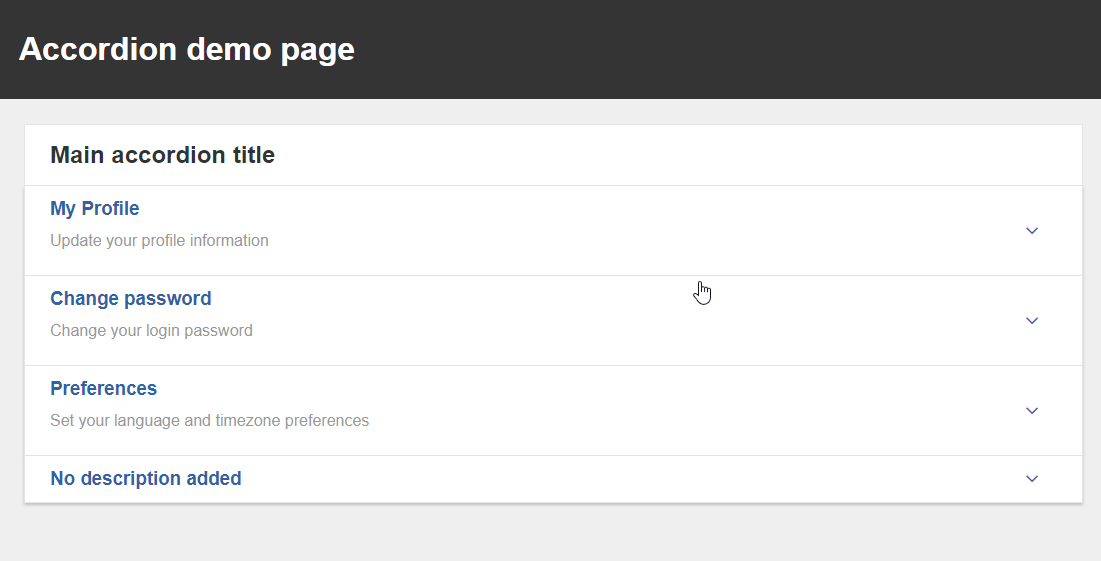 Accordion demo page
Main accordion title
My Profile
Update your profile information
Change password
Change your login password
Preferences
Set your language and timezone preferences
No description added